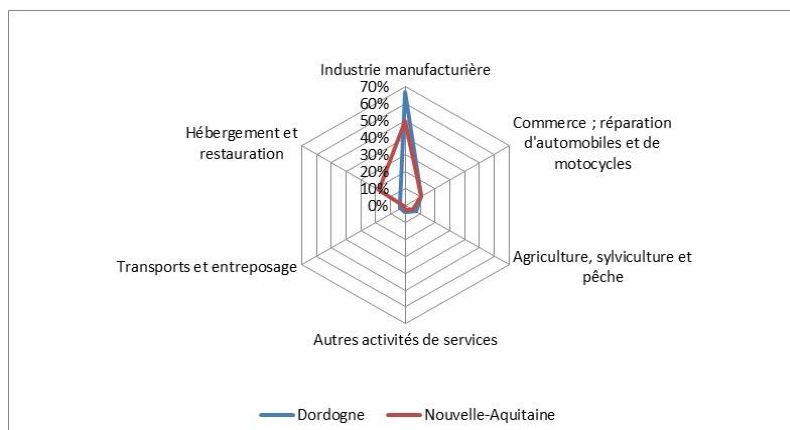 Industrie manufacturière
70%
60%
50%
40%
30%
20%
10%
0%
Commerce ; réparation
d'automobiles et de
motocycles
Agriculture, sylviculture et
pêche
Autres activités de services
Transports et entreposage
Hébergement et
restauration
Dordogne
Nouvelle-Aquitaine